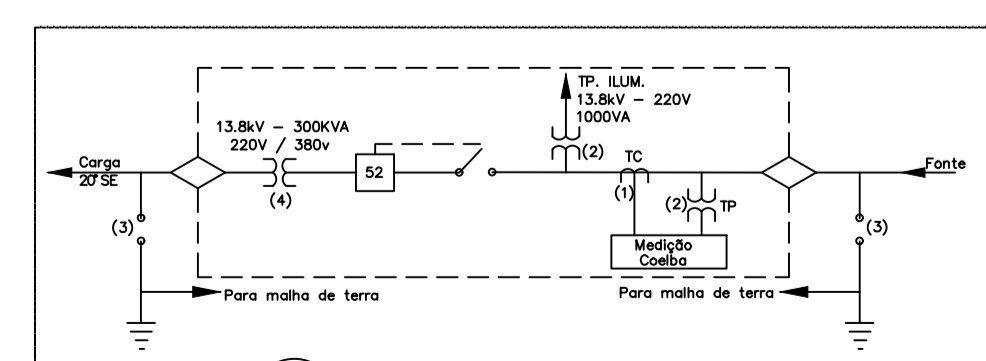 TP. ILUM.
13.8kV - 220V
1000VA
13.8kV - 300KVA
220V / 380v
(2)
TC
Carga
20°SE
52
Fonte
(4)
(1)
(2)
TP
(3)
(3)
Medição
Coelba
Para malha de terra
Para malha de terra